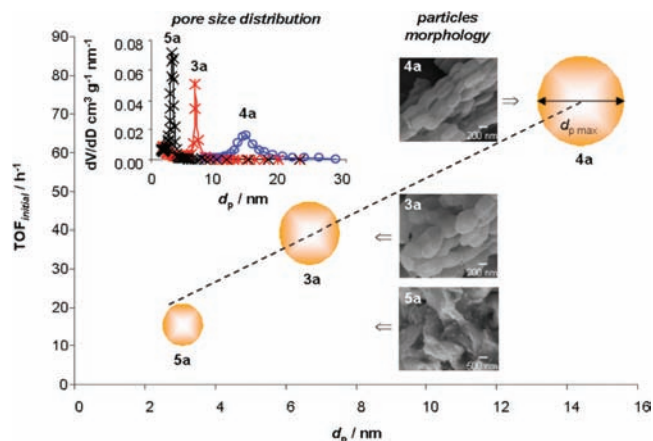 pore size distribution
particles
morphology
5a
3a
4a
dV/dD cm3 g-1 nm-1
0.08
0.06
0.04
0.02
0.00
0 10 20 30
dp / nm
4a
200 nm
⇒
dp max
4a
3a
200 nm
⇐
3a
5a
500 nm
⇐
5a
TOFinitial / h-1
90
80
70
60
50
40
30
20
10
0
0 2 4 6 8 10 12 14 16
dp / nm